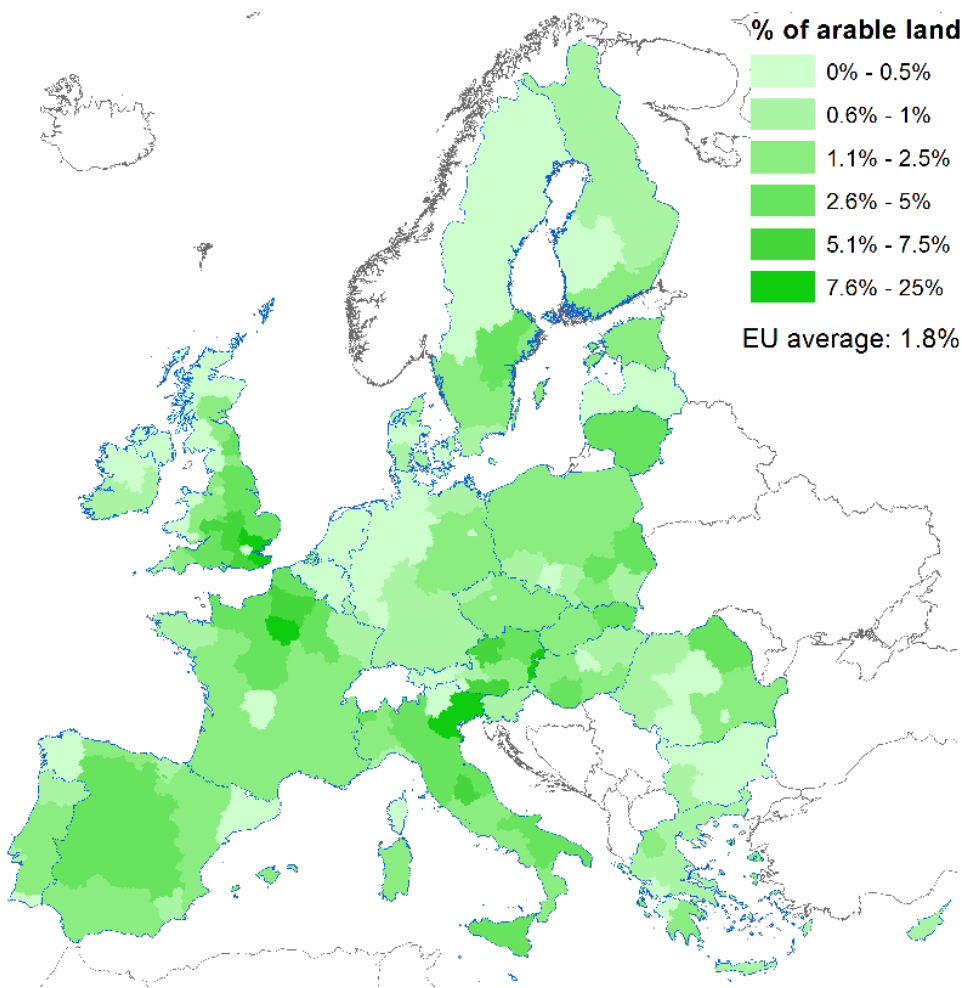 % of arable land
0% - 0.5%
0.6% - 1%
1.1% - 2.5%
2.6% - 5%
5.1% - 7.5%
7.6% - 25%
EU average: 1.8%